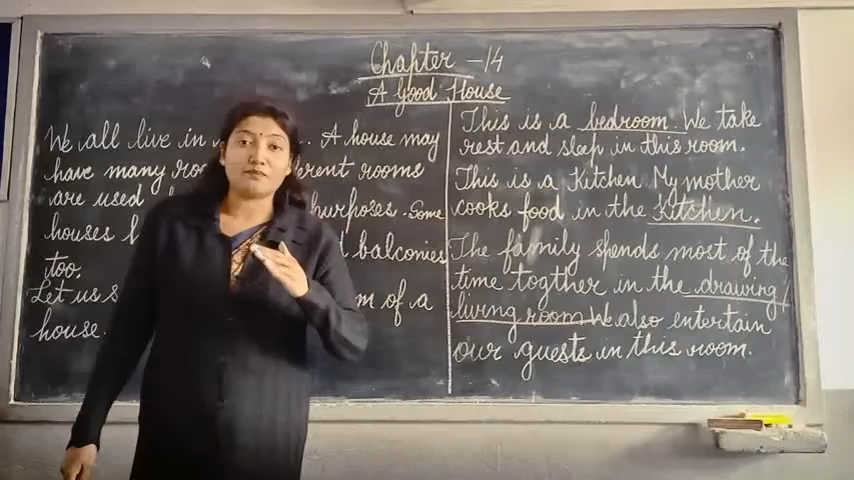 Chapter - 14
A Good House
We all live in . A house may
have many erent rooms
are used purposes. Some
houses balconies
too.
Let us of a
house.
This is a bedroom. We take
rest and sleep in this room.
This is a Kitchen. My mother
cooks food in the Kitchen.
The family spends most of the
time together in the drawing/
living room. We also entertain
our guests in this room.